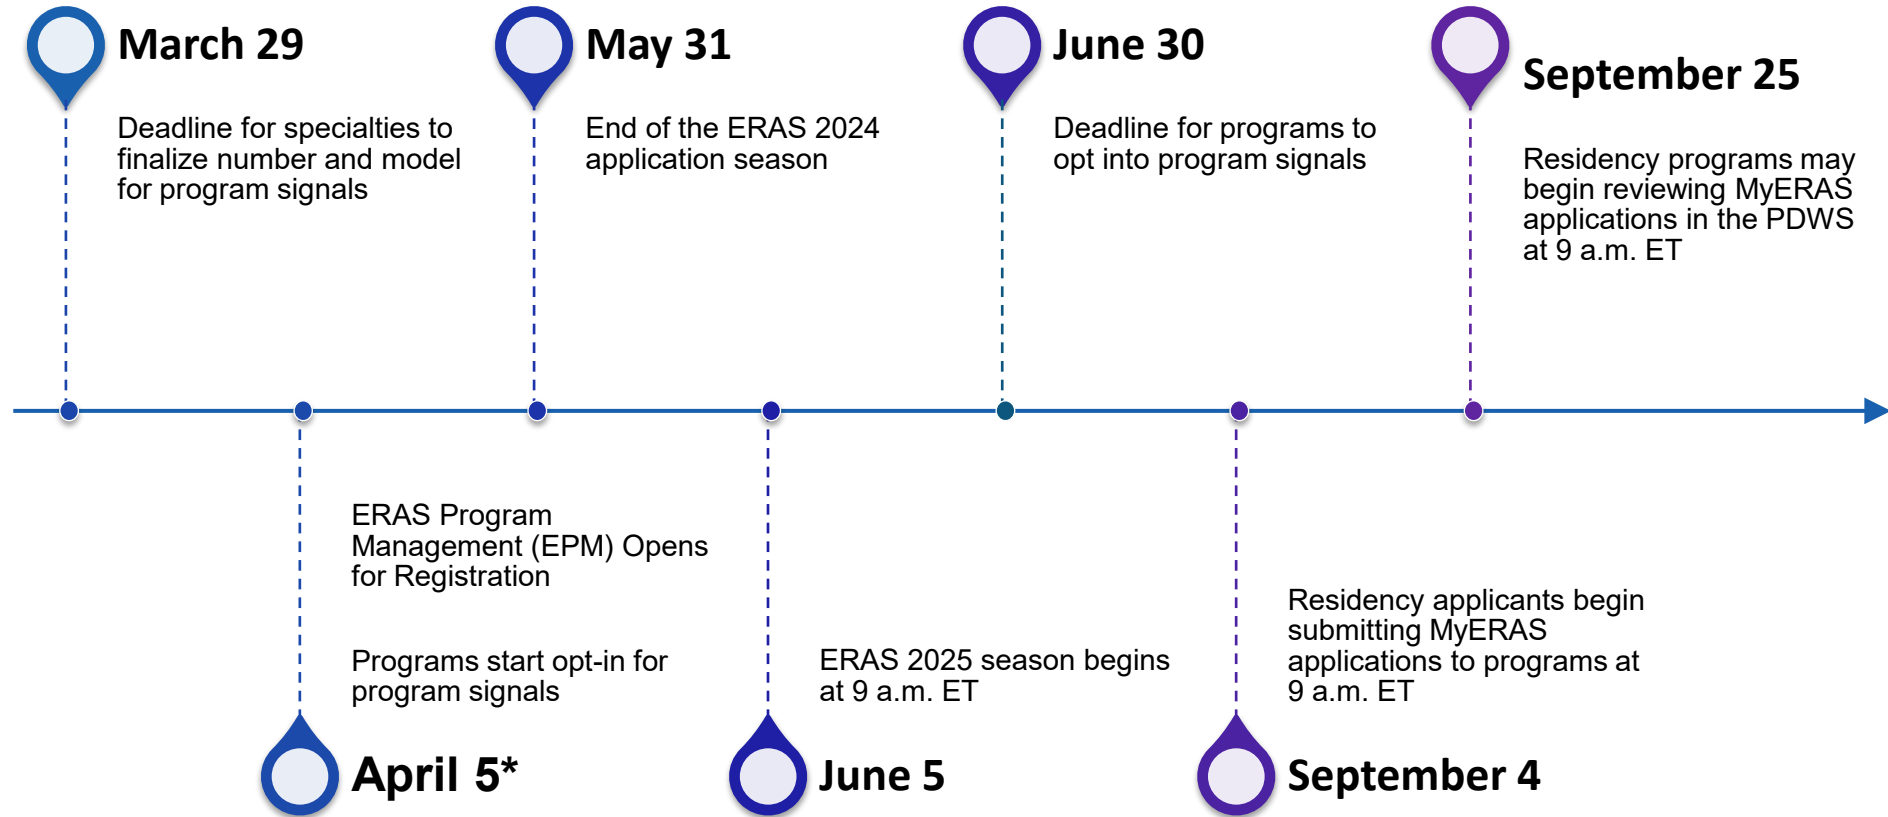 March 29
Deadline for specialties to
finalize number and model
for program signals
May 31
End of the ERAS 2024
application season
June 30
Deadline for programs to
opt into program signals
September 25
Residency programs may
begin reviewing MyERAS
applications in the PDWS
at 9 a.m. ET
ERAS Program
Management (EPM) Opens
for Registration
Programs start opt-in for
program signals
April 5*
ERAS 2025 season begins
at 9 a.m. ET
June 5
Residency applicants begin
submitting MyERAS
applications to programs at
9 a.m. ET
September 4